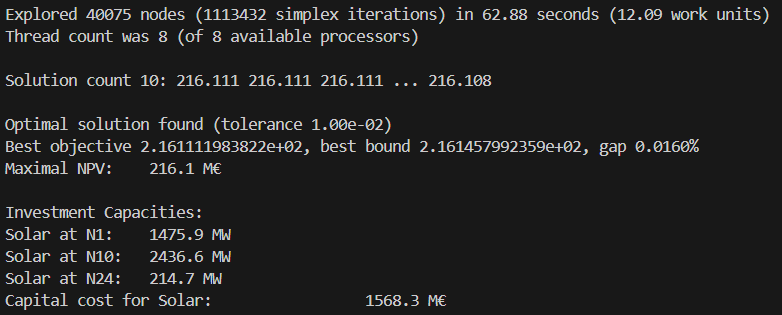 Explored 40075 nodes (1113432 simplex iterations) in 62.88 seconds (12.09 work units)
Thread count was 8 (of 8 available processors)

Solution count 10: 216.111 216.111 216.111 ... 216.108

Optimal solution found (tolerance 1.00e-02)
Best objective 2.161111983822e+02, best bound 2.161457992359e+02, gap 0.0160%
Maximal NPV: 216.1 M€

Investment Capacities:
Solar at N1: 1475.9 MW
Solar at N10: 2436.6 MW
Solar at N24: 214.7 MW
Capital cost for Solar: 1568.3 M€